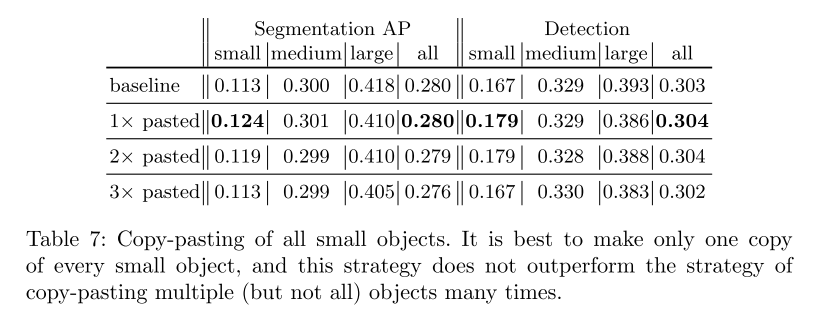 Segmentation AP Detection
small medium large all small medium large all
baseline 0.113 0.300 0.418 0.280 0.167 0.329 0.393 0.303
1× pasted 0.124 0.301 0.410 0.280 0.179 0.329 0.386 0.304
2× pasted 0.119 0.299 0.410 0.279 0.179 0.328 0.388 0.304
3× pasted 0.113 0.299 0.405 0.276 0.167 0.330 0.383 0.302
Table 7: Copy-pasting of all small objects. It is best to make only one copy
of every small object, and this strategy does not outperform the strategy of
copy-pasting multiple (but not all) objects many times.